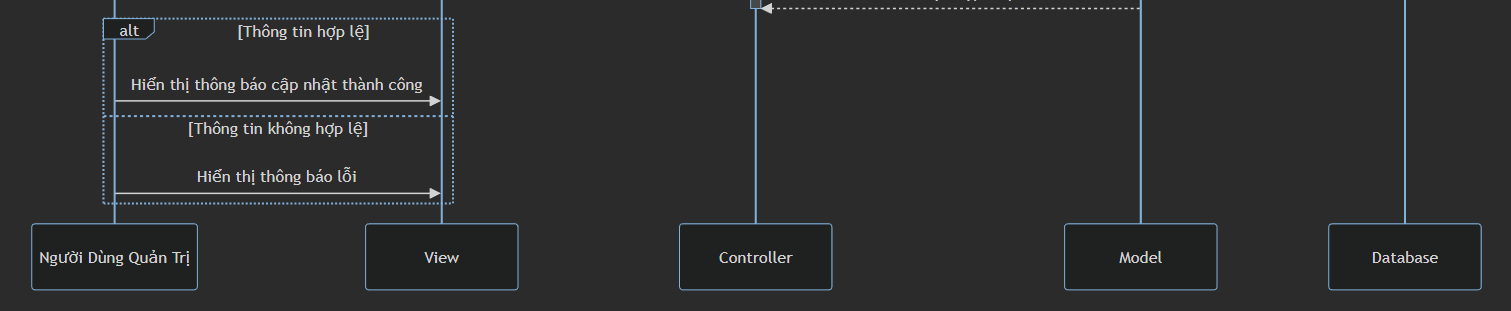 alt
[Thông tin hợp lệ]
Hiển thị thông báo cập nhật thành công
[Thông tin không hợp lệ]
Hiển thị thông báo lỗi
Người Dùng Quản Trị
View
Controller
Model
Database